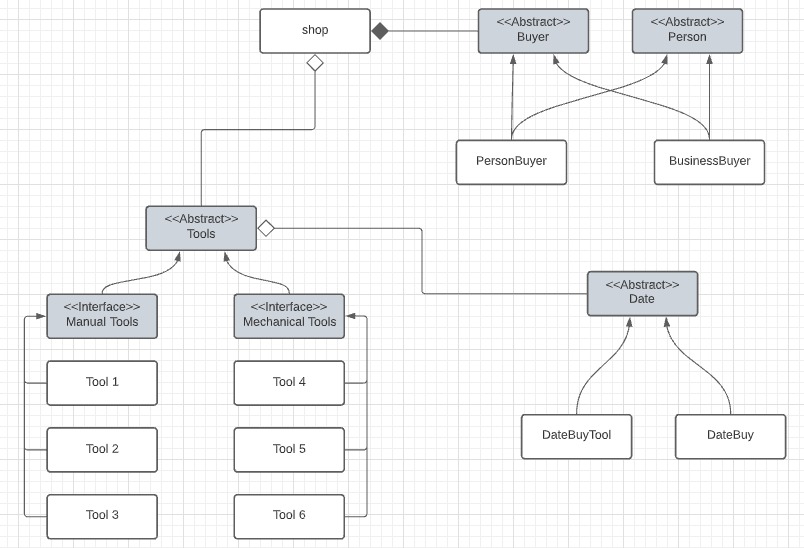 shop
<<Abstract>>
Buyer
<<Abstract>>
Person
PersonBuyer
BusinessBuyer
<<Abstract>>
Tools
<<Abstract>>
Date
<<Interface>>
Manual Tools
<<Interface>>
Mechanical Tools
Tool 1
Tool 4
Tool 2
Tool 5
Tool 3
Tool 6
DateBuyTool
DateBuy